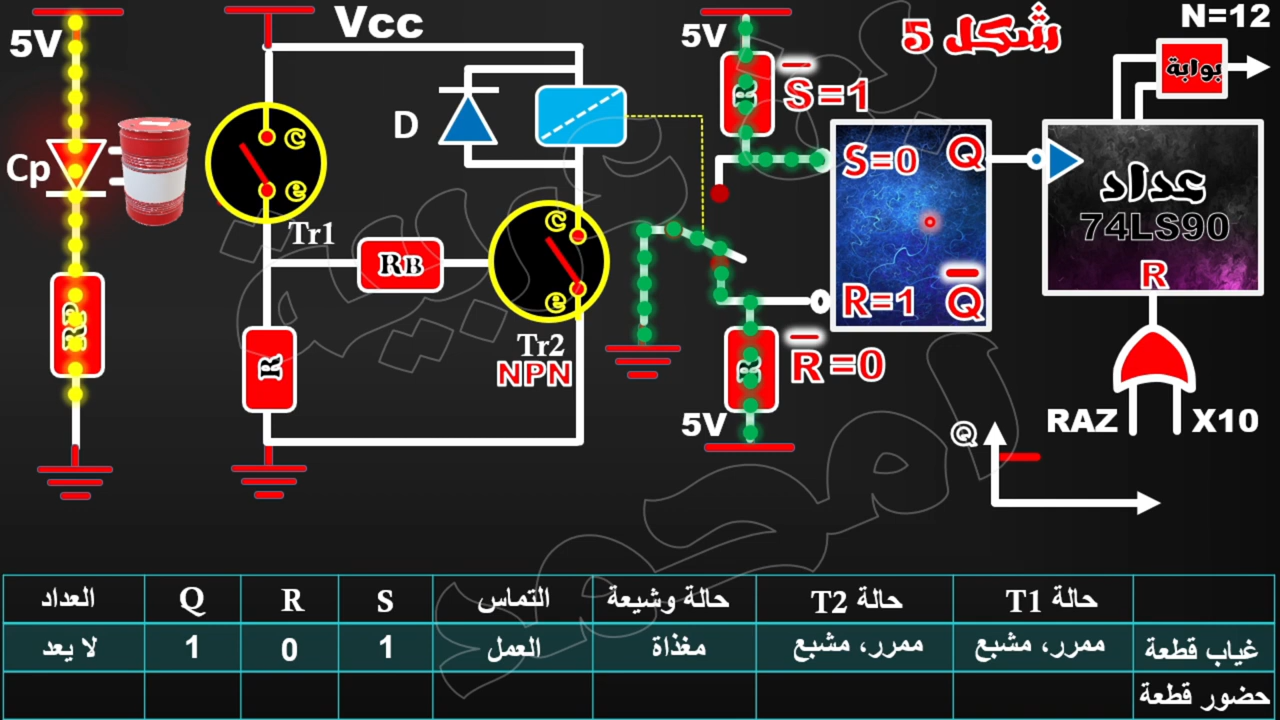 5V
Cp
RP
Vcc
C
e
Tr1
RB
R
D
C
e
Tr2
NPN
5V
R
S=1
شكل 5
S=0
Q
R=1
Q
R
R=0
5V
N=12
بوابة
عداد
74LS90
R
RAZ
X10
Q
حالة T1
حالة T2
حالة وشيعة
التماس
S
R
Q
العداد
غياب قطعة
ممرر، مشبع
ممرر، مشبع
مغذاة
العمل
1
0
1
لا يعد
حضور قطعة